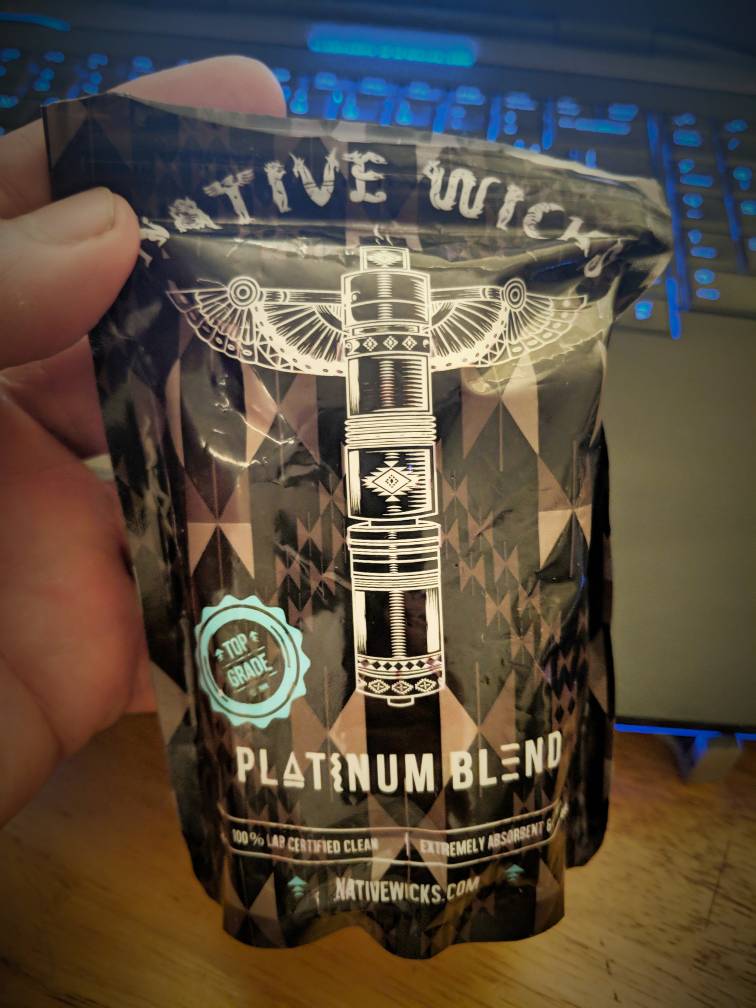 NATIVE WICKS
TOP
GRADE
PLATINUM BLEND
100% LAB CERTIFIED CLEAN | EXTREMELY ABSORBENT &
NATIVEWICKS.COM